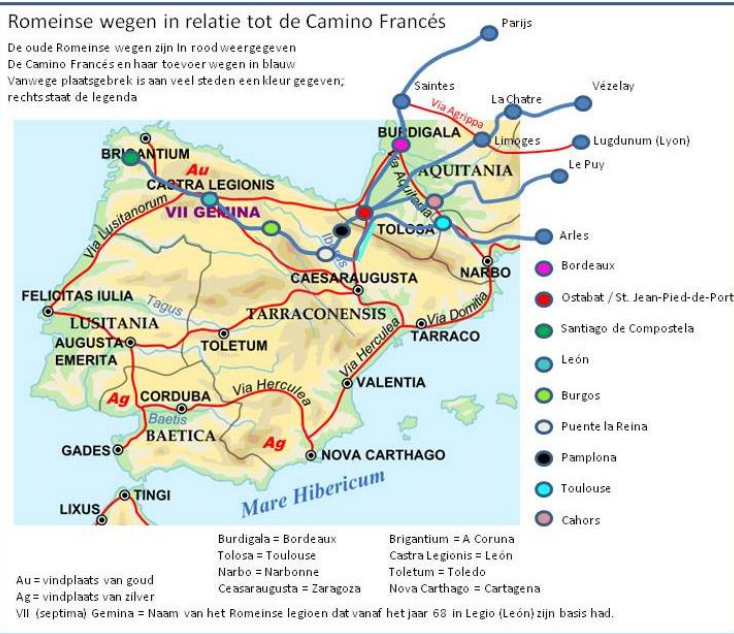 Romeinse wegen in relatie tot de Camino Francés
De oude Romeinse wegen zijn In rood weergegeven
De Camino Francés en haar toevoer wegen in blauw
Vanwege plaatsgebrek is aan veel steden een kleur gegeven;
rechts staat de legenda
Parijs
Saintes
Via Agrippa
La Chatre
Vézelay
BURDIGALA
Limoges
Lugdunum (Lyon)
Le Puy
BRIGANTIUM
Au
CASTRA LEGIONIS
VII GEMINA
Via Aquitania
AQUITANIA
Via Lusitanorum
Iberus
TOLOSA
Arles
CAESARAUGUSTA
NARBO
Bordeaux
FELICITAS IULIA
Tagus
TARRACONENSIS
Ostabat / St. Jean-Pied-de-Port
LUSITANIA
Via Domitia
AUGUSTA
EMERITA
TOLETUM
Via Herculea
TARRACO
Santiago de Compostela
León
VALENTIA
Ag
CORDUBA
Via Herculea
Burgos
Baetis
BAETICA
Ag
Puente la Reina
GADES
NOVA CARTHAGO
Pamplona
Mare Hibericum
TINGI
LIXUS
Toulouse
Cahors
Burdigala = Bordeaux
Tolosa = Toulouse
Narbo = Narbonne
Ceasaraugusta = Zaragoza
Brigantium = A Coruna
Castra Legionis = León
Toletum = Toledo
Nova Carthago = Cartagena
Au = vindplaats van goud
Ag = vindplaats van zilver
VII (septima) Gemina = Naam van het Romeinse legioen dat vanaf het jaar 68 in Legio (León) zijn basis had.